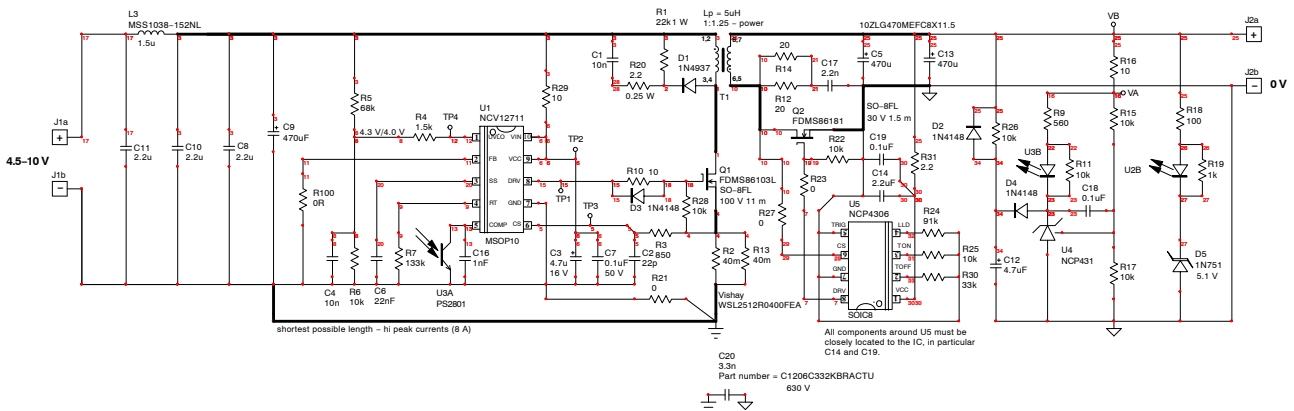 L3
MSS1038–152NL
1.5u
R1
22k1 W
Lp = 5uH
1:1.25 – power
10ZLG470MEFC8X11.5
VB
J2a
J2b
0 V
C1
10n
R20
2.2
0.25 W
D1
1N4937
1,2
3,4
8,7
6,5
T1
20
R14
R12
20
C17
2.2n
C5
470u
C13
470u
R16
10
VA
R5
68k
R29
10
U1
NCV12711
R4
1.5k
TP4
4.3 V/4.0 V
TP2
J1a
4.5–10 V
J1b
C11
2.2u
C10
2.2u
C8
2.2u
C9
470uF
UVLO
VIN
FB
VCC
SS
DRV
RT
GND
COMP
CS
MSOP10
R100
0R
R10
10
TP1
D3
1N4148
Q1
FDMS86103L
SO–8FL
100 V 11 m
R28
10k
TP3
SO–8FL
30 V 1.5 m
Q2
FDMS86181
R22
10k
C19
0.1uF
C14
2.2uF
R23
0
R27
0
R31
2.2
D2
1N4148
R26
10k
R9
560
U3B
R11
10k
D4
1N4148
C18
0.1uF
R15
10k
R18
100
U2B
R19
1k
U5
NCP4306
TRIG
LLD
CS
TON
GND
TOFF
DRV
VCC
SOIC8
R24
91k
R25
10k
R30
33k
C12
4.7uF
U4
NCP431
R17
10k
D5
1N751
5.1 V
C4
10n
R6
10k
C6
22nF
R7
133k
U3A
PS2801
C16
1nF
C3
4.7u
16 V
C7
0.1uF
50 V
C2
22p
R3
850
R21
0
R2
40m
R13
40m
Vishay
WSL2512R0400FEA
shortest possible length – hi peak currents (8 A)
All components around U5 must be
closely located to the IC, in particular
C14 and C19.
C20
3.3n
Part number = C1206C332KBRACTU
630 V